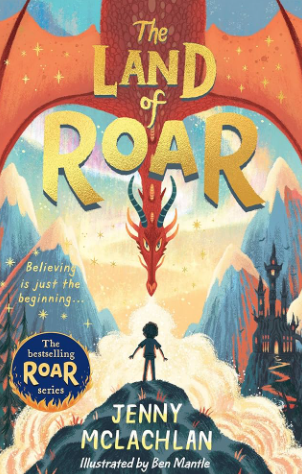 The
LAND
of
ROAR
Believing
is just the
beginning...
The
bestselling
ROAR
series
JENNY
MCLACHLAN
Illustrated by Ben Mantle